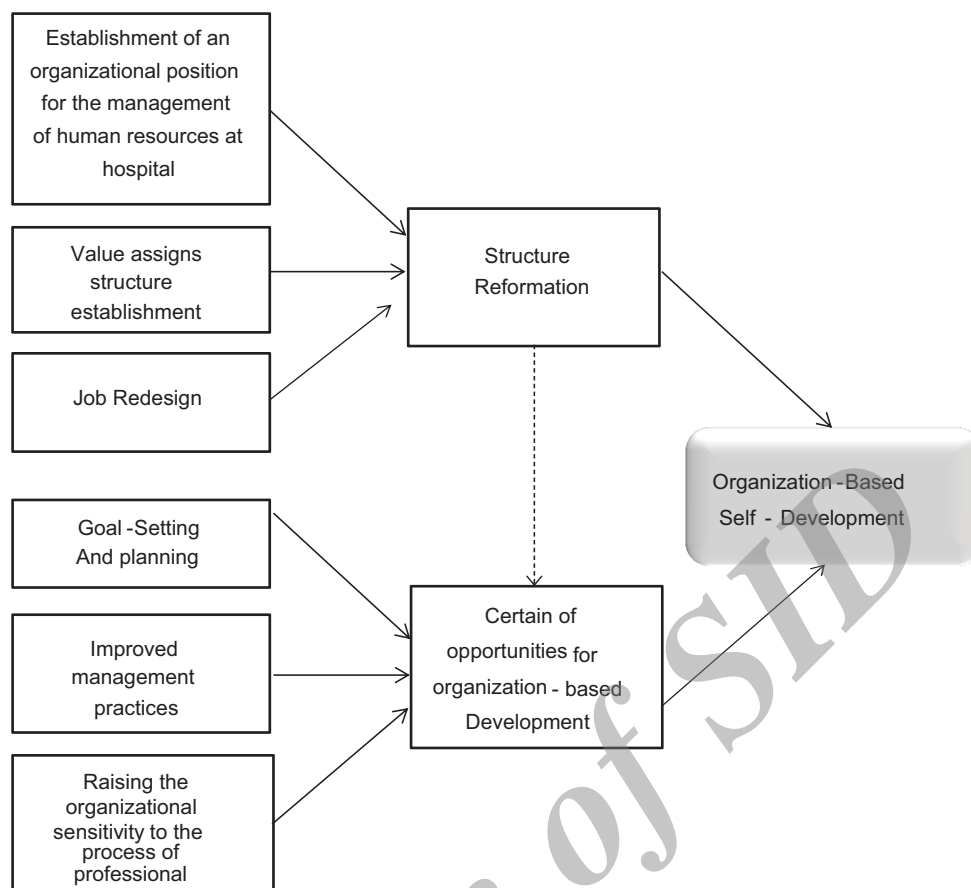 Establishment of an
organizational position
for the management
of human resources at
hospital
Value assigns
structure
establishment
Job Redesign
Structure
Reformation
Goal -Setting
And planning
Improved
management
practices
Raising the
organizational
sensitivity to the
process of
professional
Certain of
opportunities for
organization - based
Development
Organization -Based
Self - Development
of SID